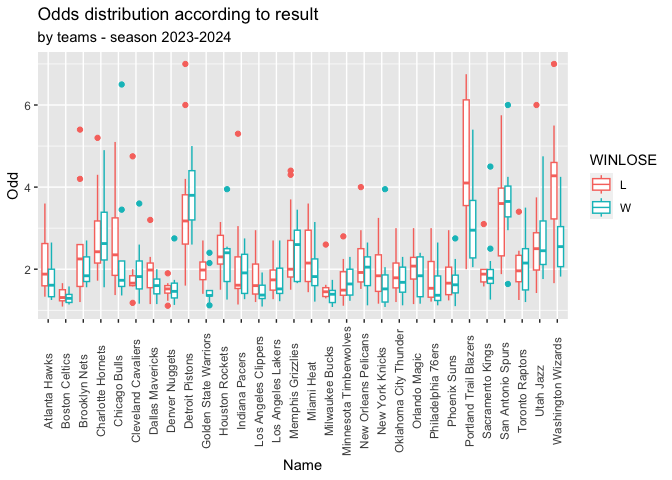 Odds distribution according to result
by teams - season 2023-2024
Odd
6
4
2
Atlanta Hawks
Boston Celtics
Brooklyn Nets
Charlotte Hornets
Chicago Bulls
Cleveland Cavaliers
Dallas Mavericks
Denver Nuggets
Detroit Pistons
Golden State Warriors
Houston Rockets
Indiana Pacers
Los Angeles Clippers
Los Angeles Lakers
Memphis Grizzlies
Miami Heat
Milwaukee Bucks
Minnesota Timberwolves
New Orleans Pelicans
New York Knicks
Oklahoma City Thunder
Orlando Magic
Philadelphia 76ers
Phoenix Suns
Portland Trail Blazers
Sacramento Kings
San Antonio Spurs
Toronto Raptors
Utah Jazz
Washington Wizards
Name
WINLOSE
L
W